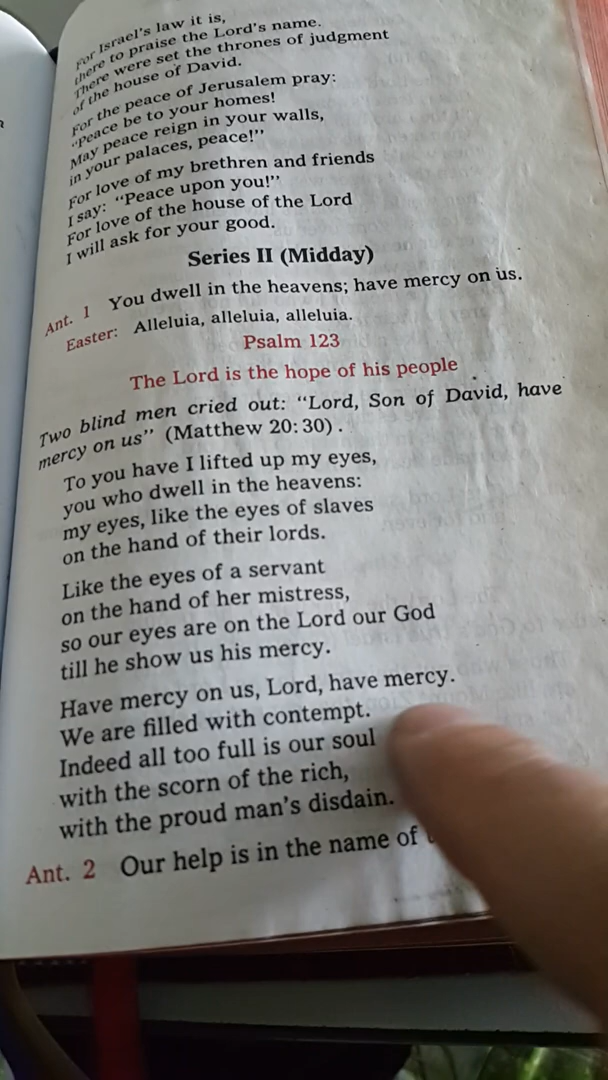 For Israel's law it is,
there to praise the Lord's name.
There were set the thrones of judgment
of the house of David.
For the peace of Jerusalem pray:
"Peace be to your homes!
May peace reign in your walls,
in your palaces, peace!"
For love of my brethren and friends
I say: "Peace upon you!"
For love of the house of the Lord
I will ask for your good.
Series II (Midday)
Ant. 1 You dwell in the heavens; have mercy on us.
Easter: Alleluia, alleluia, alleluia.
Psalm 123
The Lord is the hope of his people
Two blind men cried out: "Lord, Son of David, have
mercy on us" (Matthew 20:30).
To you have I lifted up my eyes,
you who dwell in the heavens:
my eyes, like the eyes of slaves
on the hand of their lords.
Like the eyes of a servant
on the hand of her mistress,
so our eyes are on the Lord our God
till he show us his mercy.
Have mercy on us, Lord, have mercy.
We are filled with contempt.
Indeed all too full is our soul
with the scorn of the rich,
with the proud man's disdain.
Ant. 2 Our help is in the name of